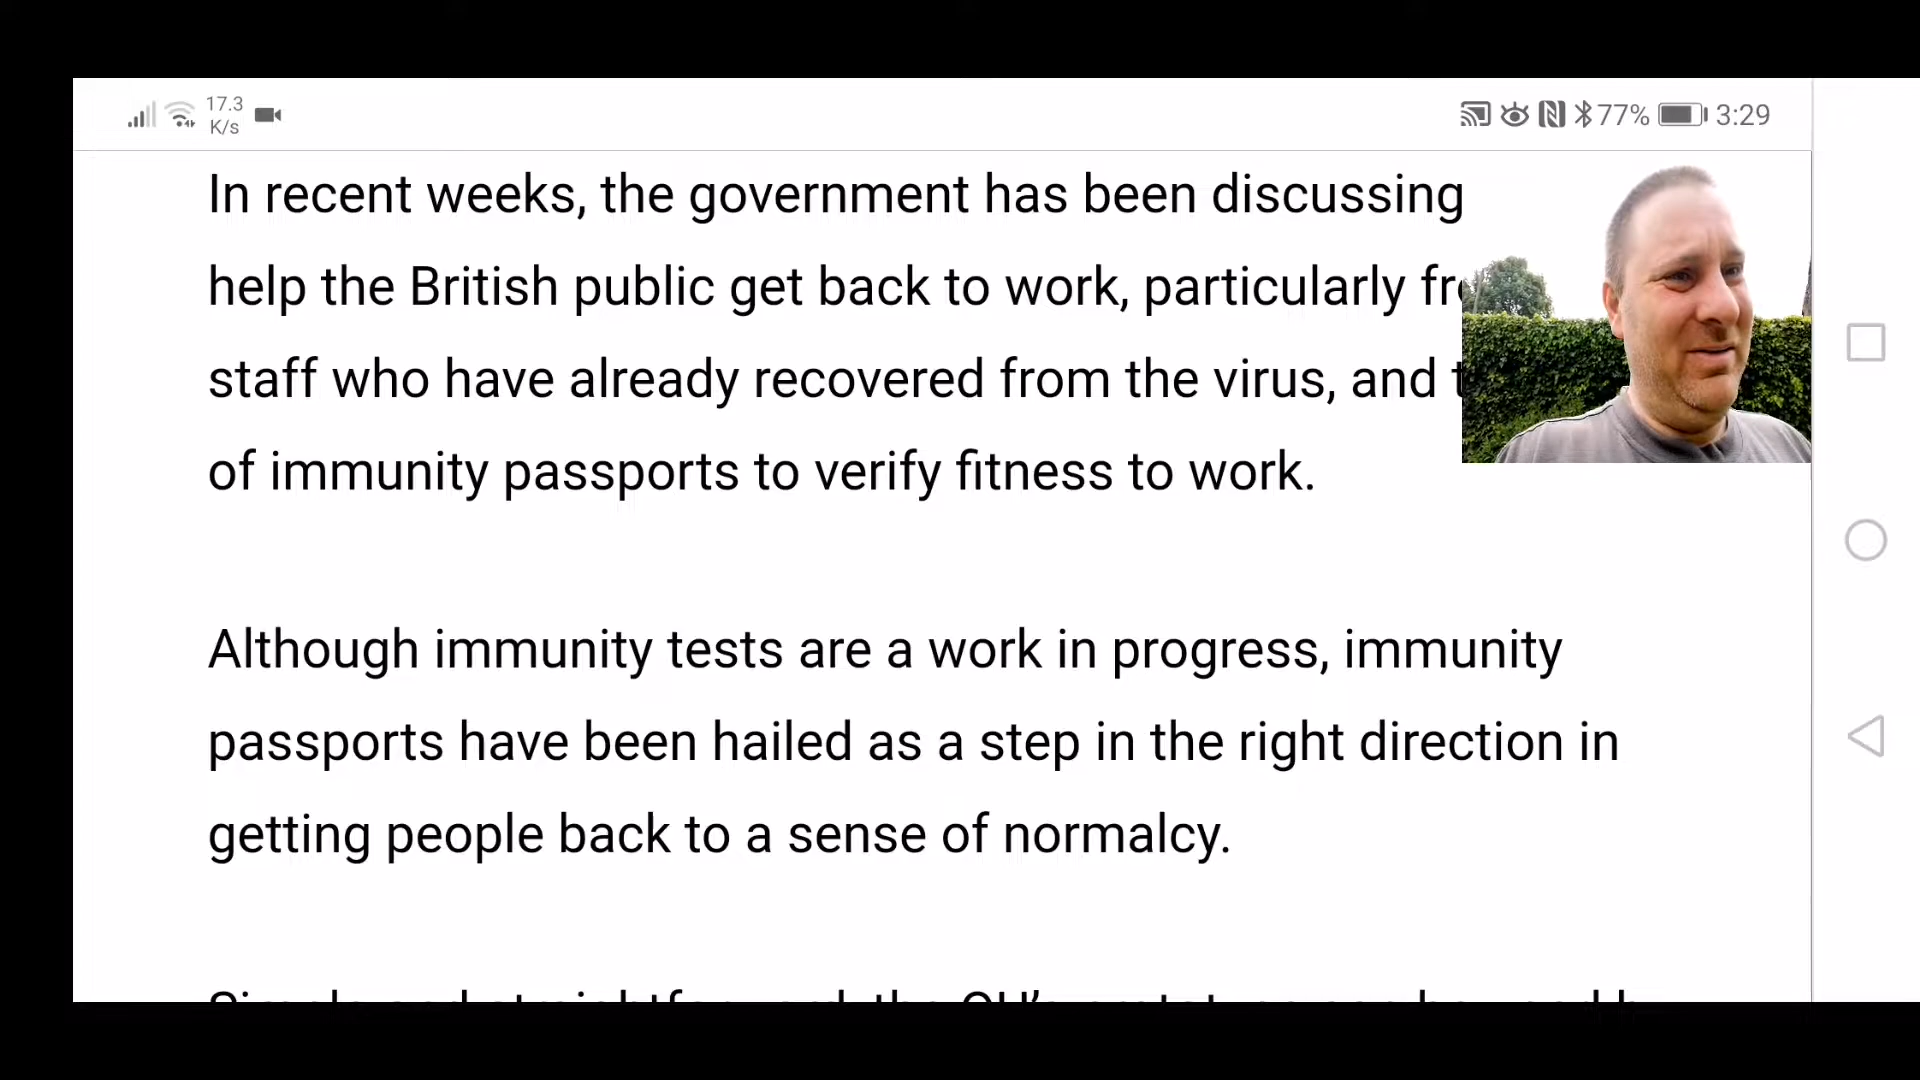 17.3
K/s
77%
3:29
In recent weeks, the government has been discussing
help the British public get back to work, particularly
staff who have already recovered from the virus, and
of immunity passports to verify fitness to work.
Although immunity tests are a work in progress, immunity
passports have been hailed as a step in the right direction in
getting people back to a sense of normalcy.